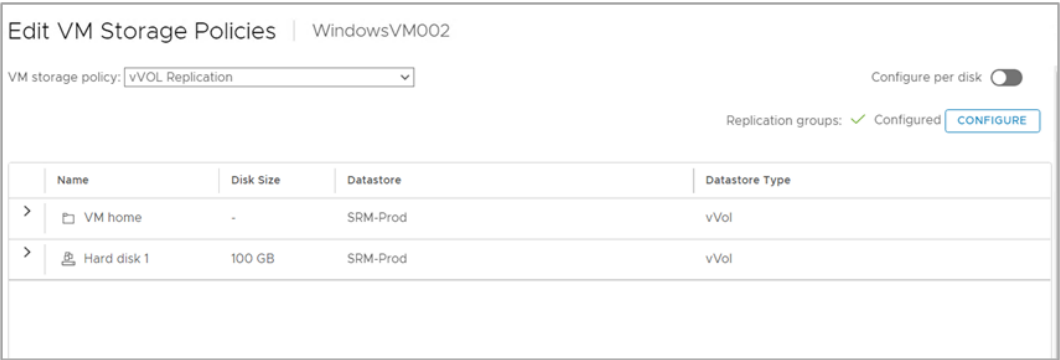 Edit VM Storage Policies | WindowsVM002
VM storage policy: vVOL Replication
Configure per disk
Replication groups: ✓ Configured CONFIGURE
Name Disk Size Datastore Datastore Type
VM home - SRM-Prod vVol
Hard disk 1 100 GB SRM-Prod vVol